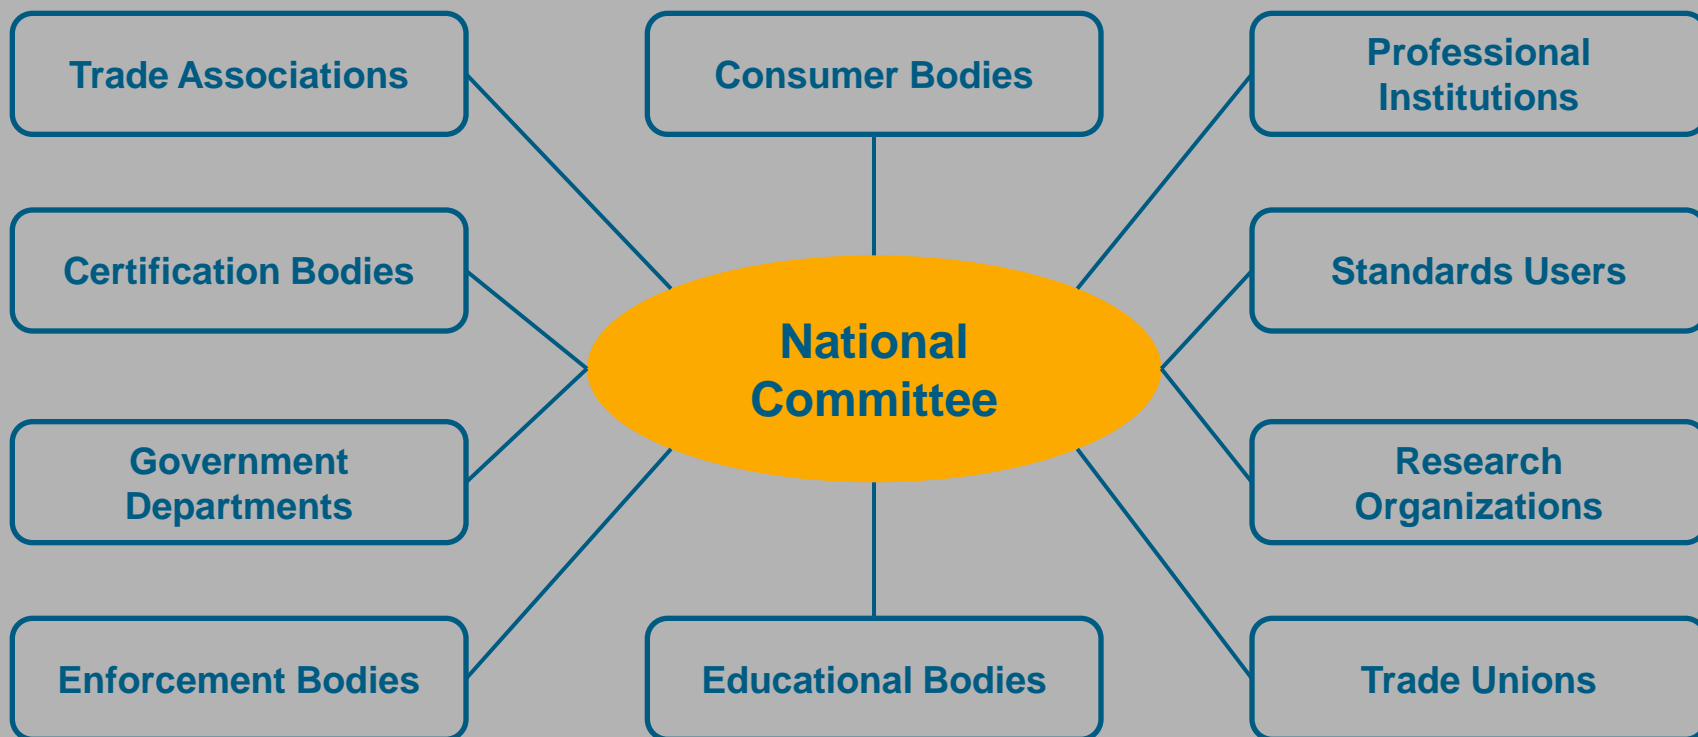 Trade Associations
Consumer Bodies
Professional
Institutions
Certification Bodies
Standards Users
National
Committee
Government
Departments
Research
Organizations
Enforcement Bodies
Educational Bodies
Trade Unions